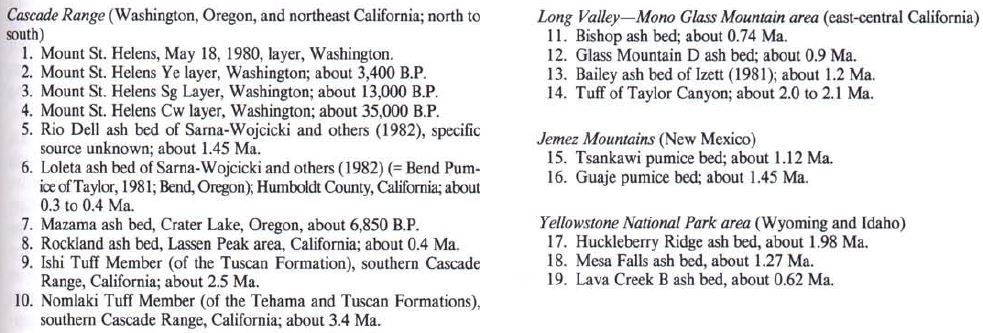 Cascade Range (Washington, Oregon, and northeast California; north to
south)
1. Mount St. Helens, May 18, 1980, layer, Washington.
2. Mount St. Helens Ye layer, Washington; about 3,400 B.P.
3. Mount St. Helens Sg Layer, Washington; about 13,000 B.P.
4. Mount St. Helens Cw layer, Washington; about 35,000 B.P.
5. Rio Dell ash bed of Sarna-Wojcicki and others (1982), specific
source unknown; about 1.45 Ma.
6. Loleta ash bed of Sarna-Wojcicki and others (1982) (= Bend Pum-
ice of Taylor, 1981; Bend, Oregon); Humboldt County, California; about
0.3 to 0.4 Ma.
7. Mazama ash bed, Crater Lake, Oregon, about 6,850 B.P.
8. Rockland ash bed, Lassen Peak area, California; about 0.4 Ma.
9. Ishi Tuff Member (of the Tuscan Formation), southern Cascade
Range, California; about 2.5 Ma.
10. Nomlaki Tuff Member (of the Tehama and Tuscan Formations),
southern Cascade Range, California; about 3.4 Ma.
Long Valley—Mono Glass Mountain area (east-central California)
11. Bishop ash bed; about 0.74 Ma.
12. Glass Mountain D ash bed; about 0.9 Ma.
13. Bailey ash bed of Izett (1981); about 1.2 Ma.
14. Tuff of Taylor Canyon; about 2.0 to 2.1 Ma.
Jemez Mountains (New Mexico)
15. Tsankawi pumice bed; about 1.12 Ma.
16. Guaje pumice bed; about 1.45 Ma.
Yellowstone National Park area (Wyoming and Idaho)
17. Huckleberry Ridge ash bed, about 1.98 Ma.
18. Mesa Falls ash bed, about 1.27 Ma.
19. Lava Creek B ash bed, about 0.62 Ma.